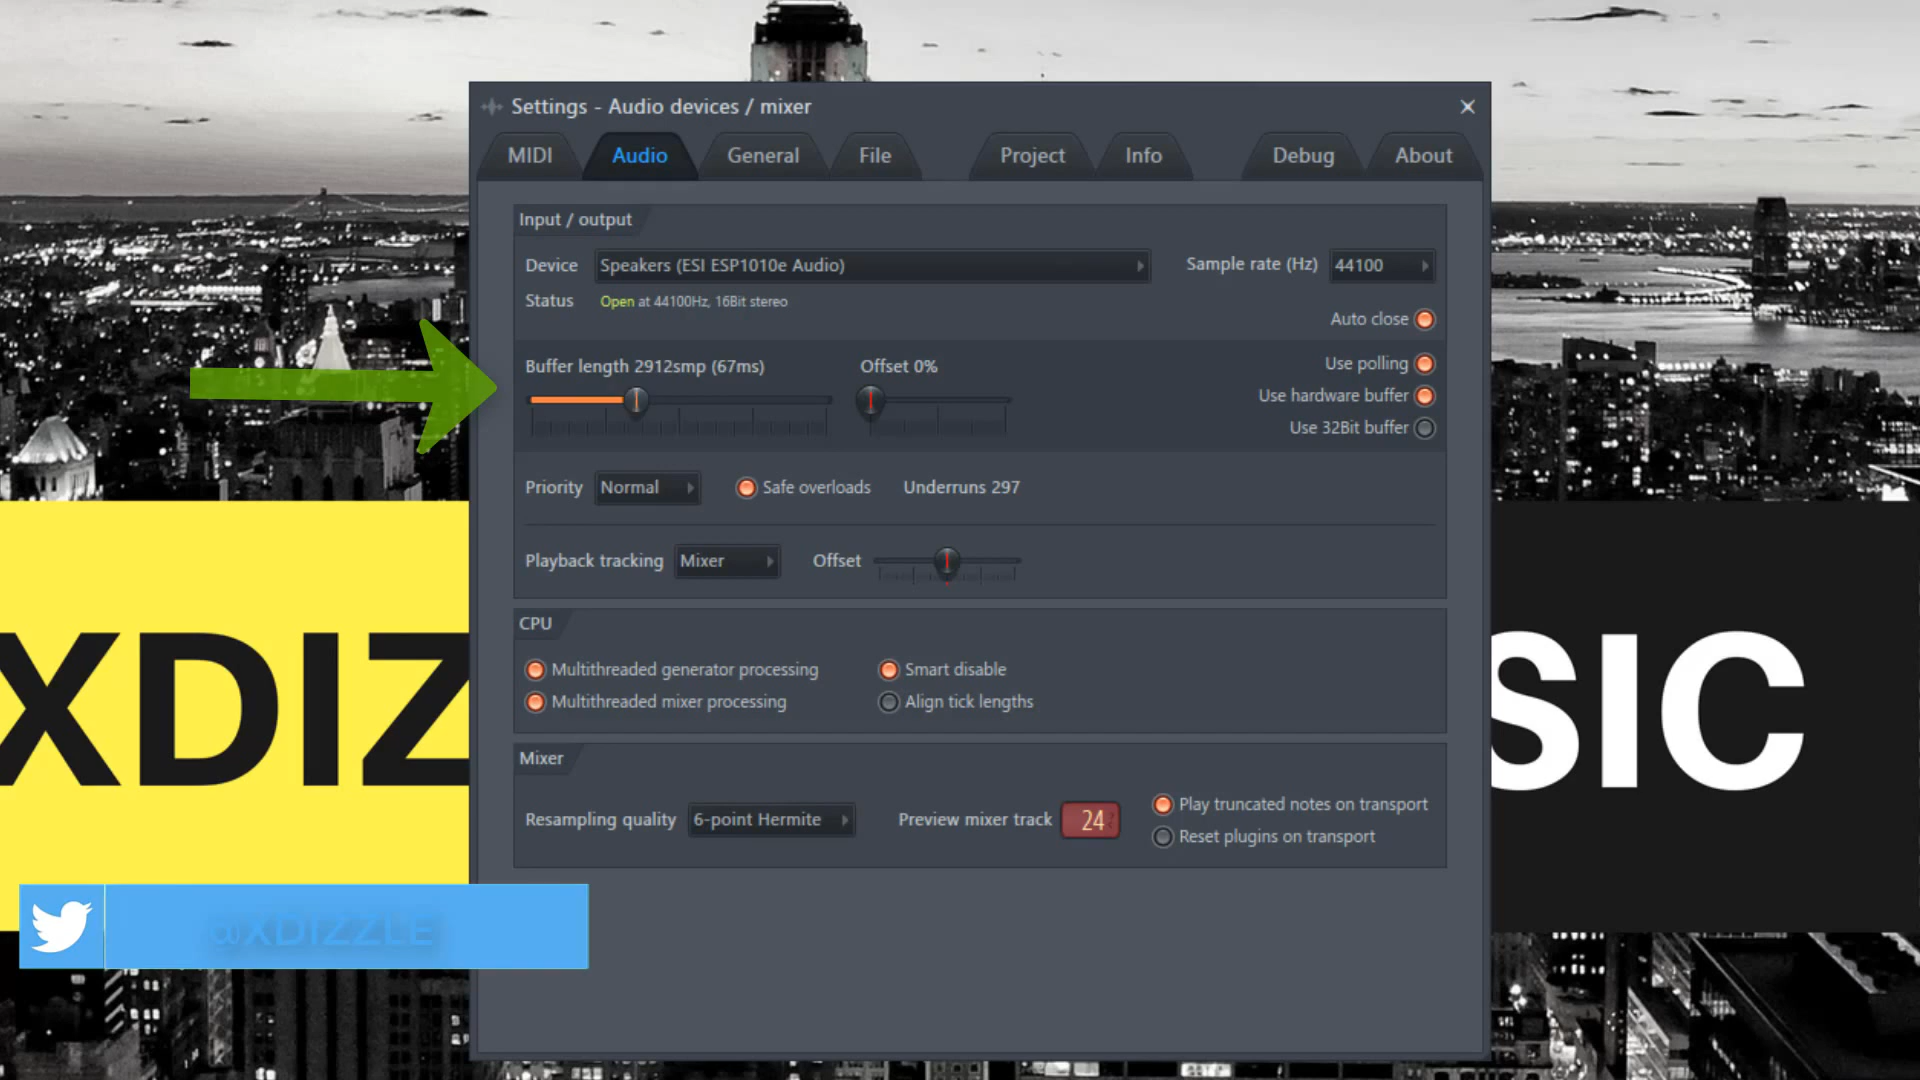 Settings - Audio devices / mixer
MIDI
Audio
General
File
Project
Info
Debug
About
Input / output
Device
Speakers (ESI ESP1010e Audio)
Sample rate (Hz)
44100
Status
Open at 44100Hz, 16Bit stereo
Auto close
Buffer length 2912smp (67ms)
Offset 0%
Use polling
Use hardware buffer
Use 32Bit buffer
Priority
Normal
Safe overloads
Underruns 297
Playback tracking
Mixer
Offset
CPU
Multithreaded generator processing
Smart disable
Multithreaded mixer processing
Align tick lengths
XDIZ
SIC
Mixer
Resampling quality
6-point Hermite
Preview mixer track
24
Play truncated notes on transport
Reset plugins on transport
@XDIZZLE